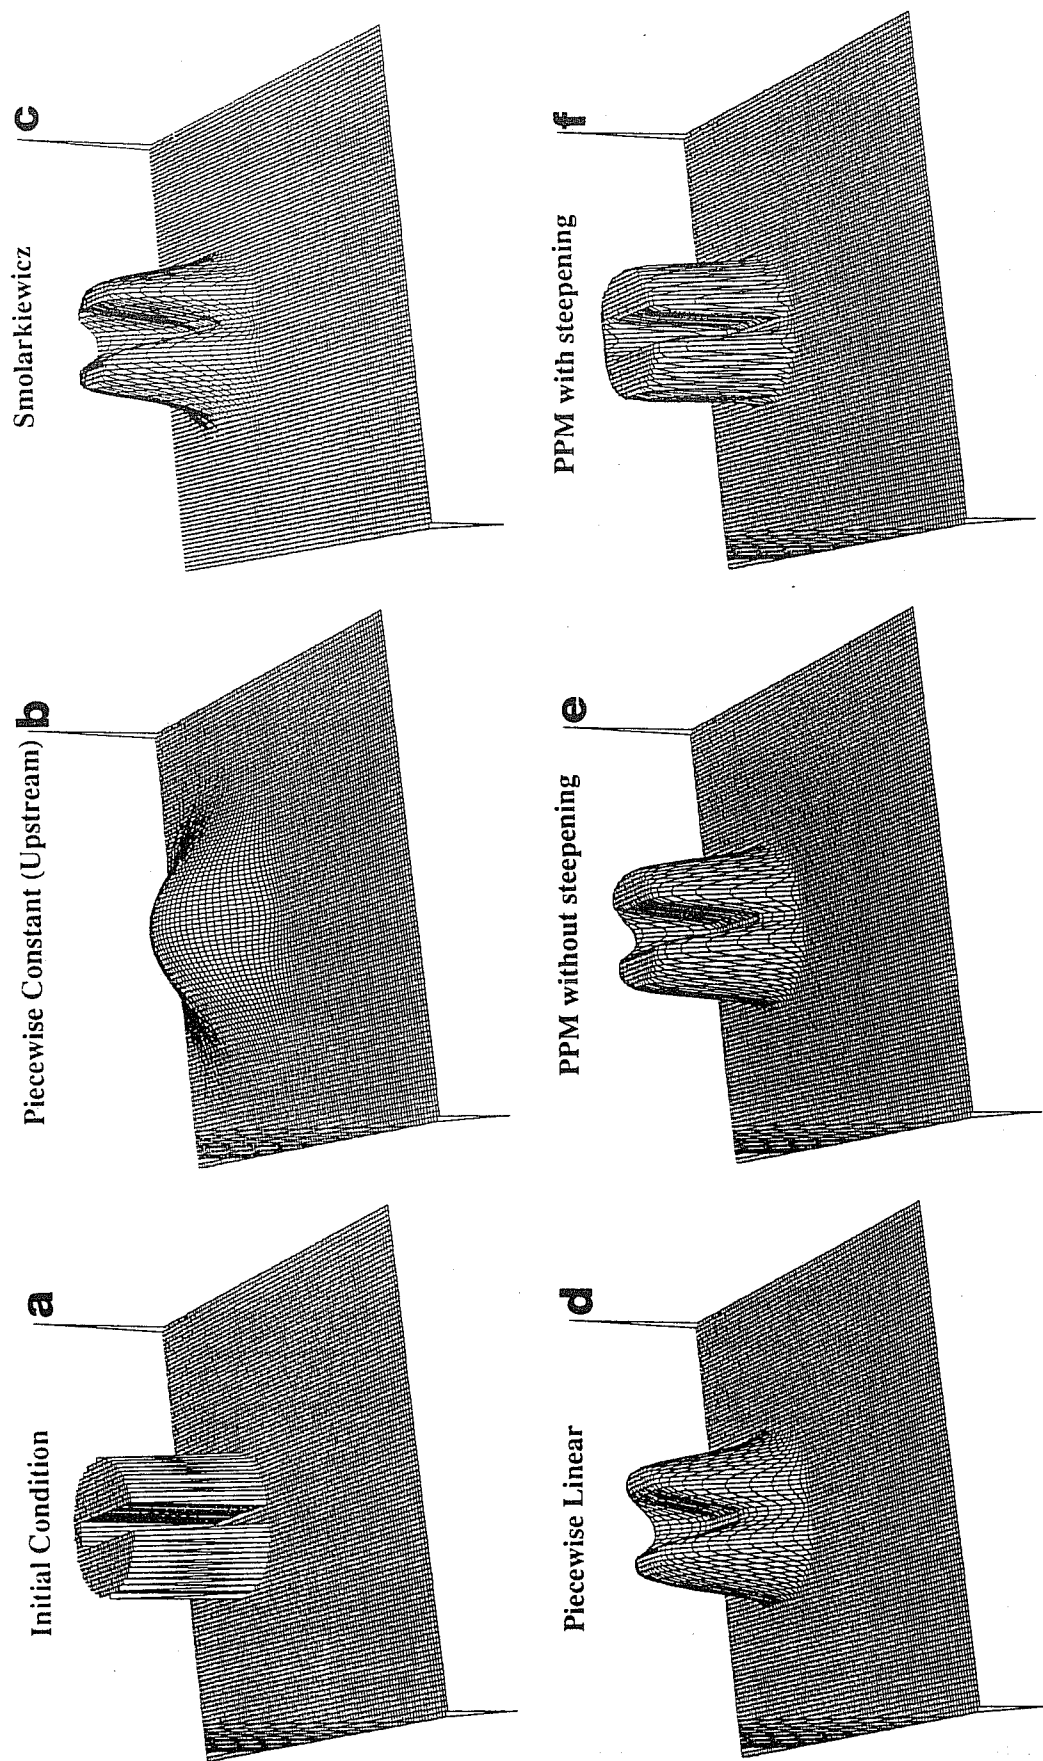 Initial Condition
a
Piecewise Constant (Upstream)
b
Smolarkiewicz
c
Piecewise Linear
d
PPM without steepening
e
PPM with steepening
f